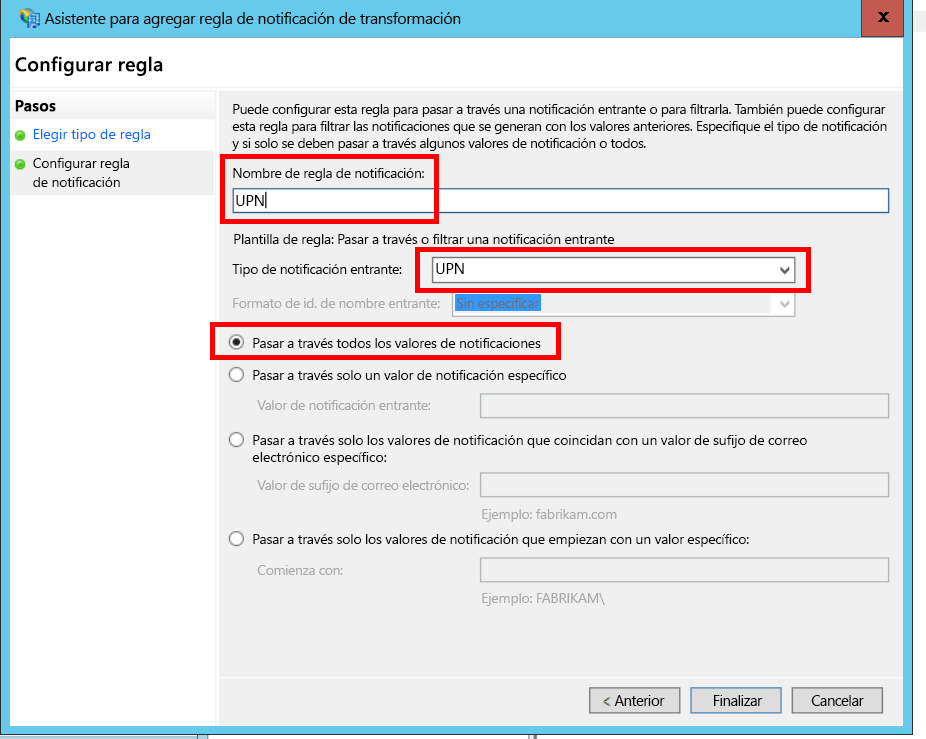 Asistente para agregar regla de notificación de transformación
x
Configurar regla
Pasos
Elegir tipo de regla
Configurar regla
de notificación
Puede configurar esta regla para pasar a través una notificación entrante o para filtrarla. También puede configurar
esta regla para filtrar las notificaciones que se generan con los valores anteriores. Especifique el tipo de notificación
y si solo se deben pasar a través algunos valores de notificación o todos.
Nombre de regla de notificación:
UPN
Plantilla de regla: Pasar a través o filtrar una notificación entrante
Tipo de notificación entrante: UPN
Formato de id. de nombre entrante: Sin especificar
Pasar a través todos los valores de notificaciones
Pasar a través solo un valor de notificación específico
Valor de notificación entrante:
Pasar a través solo los valores de notificación que coincidan con un valor de sufijo de correo
electrónico específico:
Valor de sufijo de correo electrónico:
Ejemplo: fabrikam.com
Pasar a través solo los valores de notificación que empiezan con un valor específico:
Comienza con:
Ejemplo: FABRIKAM\
< Anterior Finalizar Cancelar